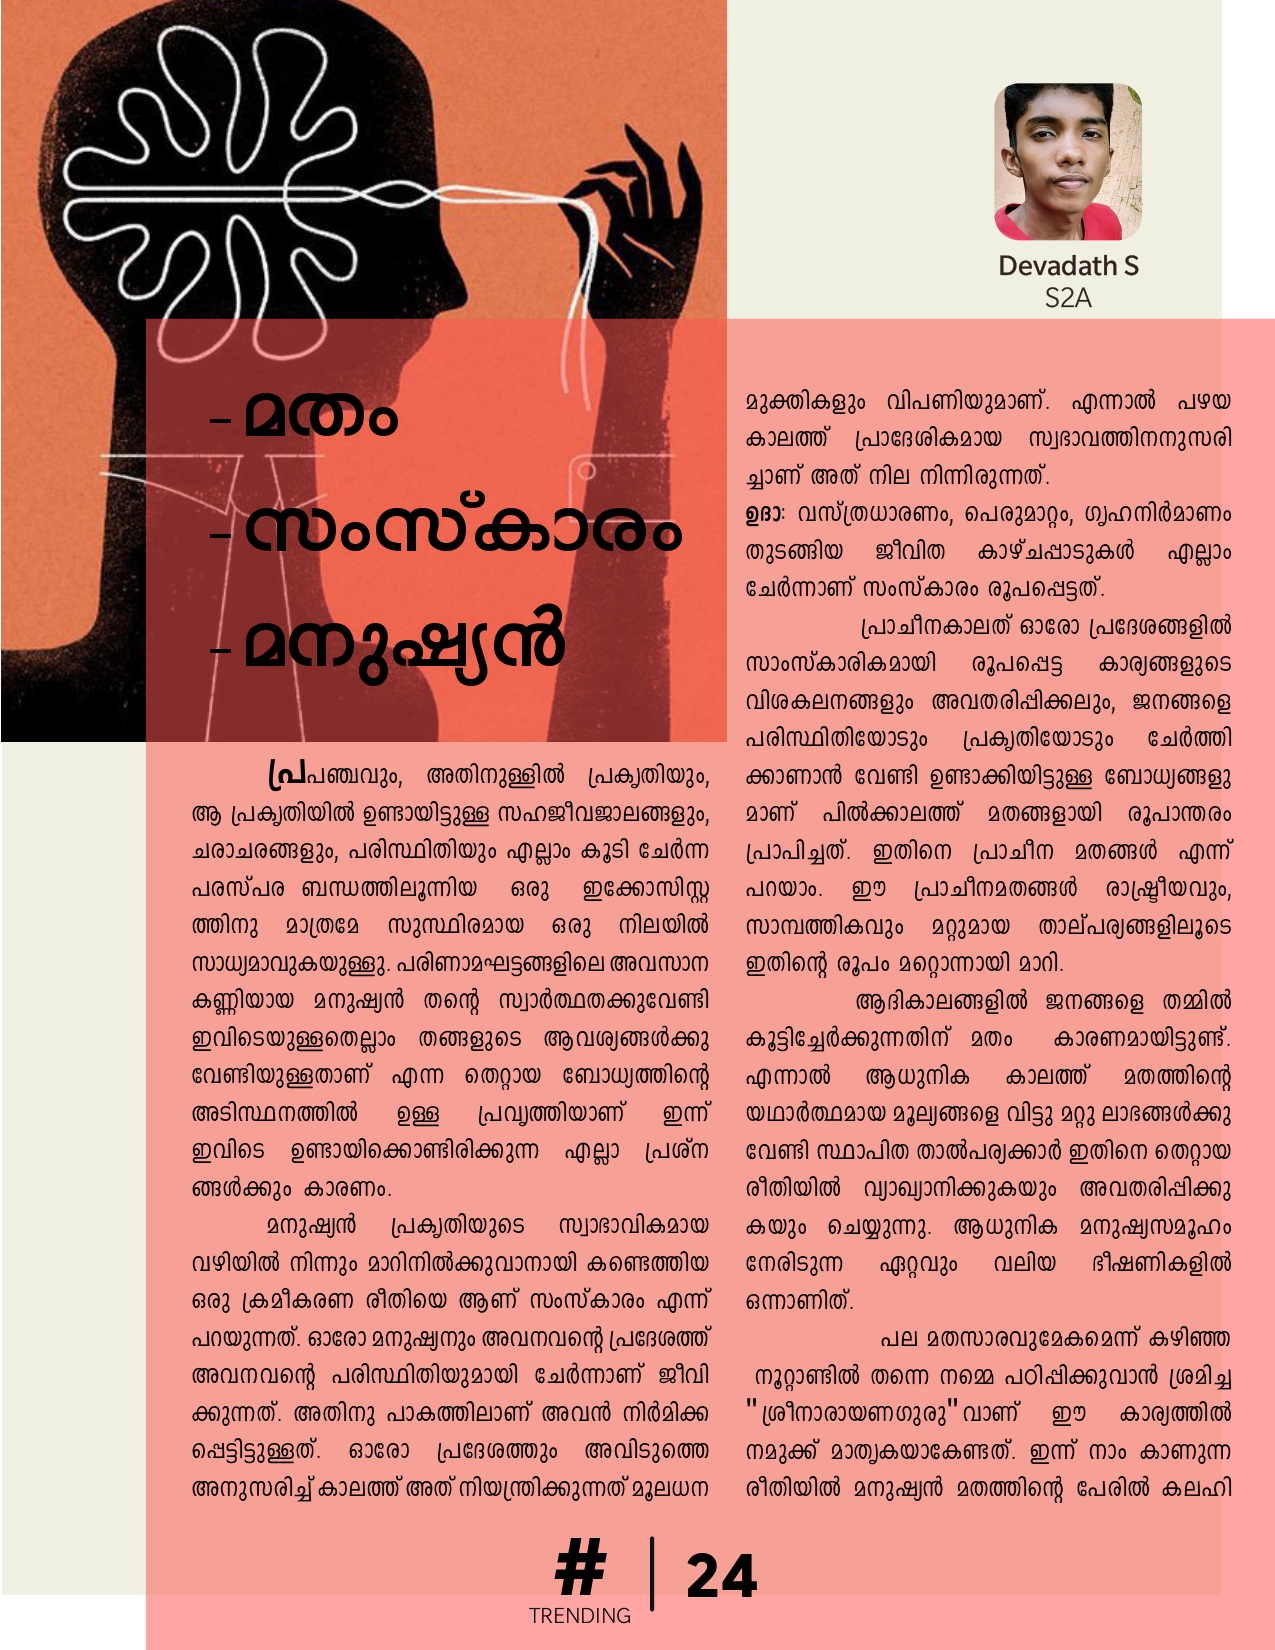 Devadath S
S2A
– മതം
– സംസ്കാരം
– മനുഷ്യൻ
പ്രപഞ്ചവും, അതിനുള്ളിൽ പ്രകൃതിയും,
ആ പ്രകൃതിയിൽ ഉണ്ടായിട്ടുള്ള സഹജീവജാലങ്ങളും,
ചരാചരങ്ങളും, പരിസ്ഥിതിയും എല്ലാം കൂടി ചേർന്ന
പരസ്പര ബന്ധത്തിലൂന്നിയ ഒരു ഇക്കോസിസ്റ്റ
ത്തിനു മാത്രമേ സുസ്ഥിരമായ ഒരു നിലയിൽ
സാധ്യമാവുകയുള്ളു. പരിണാമഘട്ടങ്ങളിലെ അവസാന
കണ്ണിയായ മനുഷ്യൻ തന്റെ സ്വാർത്ഥതക്കുവേണ്ടി
ഇവിടെയുള്ളതെല്ലാം തങ്ങളുടെ ആവശ്യങ്ങൾക്കു
വേണ്ടിയുള്ളതാണ് എന്ന തെറ്റായ ബോധ്യത്തിന്റെ
അടിസ്ഥനത്തിൽ ഉള്ള പ്രവൃത്തിയാണ് ഇന്ന്
ഇവിടെ ഉണ്ടായിക്കൊണ്ടിരിക്കുന്ന എല്ലാ പ്രശ്ന
ങ്ങൾക്കും കാരണം.
മനുഷ്യൻ പ്രകൃതിയുടെ സ്വാഭാവികമായ
വഴിയിൽ നിന്നും മാറിനിൽക്കുവാനായി കണ്ടെത്തിയ
ഒരു ക്രമീകരണ രീതിയെ ആണ് സംസ്കാരം എന്ന്
പറയുന്നത്. ഓരോ മനുഷ്യനും അവനവന്റെ പ്രദേശത്ത്
അവനവന്റെ പരിസ്ഥിതിയുമായി ചേർന്നാണ് ജീവി
ക്കുന്നത്. അതിനു പാകത്തിലാണ് അവൻ നിർമിക്ക
പ്പെട്ടിട്ടുള്ളത്. ഓരോ പ്രദേശത്തും അവിടുത്തെ
അനുസരിച്ച് കാലത്ത് അത് നിയന്ത്രിക്കുന്നത് മൂലധന
മുക്തികളും വിപണിയുമാണ്. എന്നാൽ പഴയ
കാലത്ത് പ്രാദേശികമായ സ്വഭാവത്തിനനുസരി
ച്ചാണ് അത് നില നിന്നിരുന്നത്.
ഉദാ: വസ്ത്രധാരണം, പെരുമാറ്റം, ഗൃഹനിർമാണം
തുടങ്ങിയ ജീവിത കാഴ്ചപ്പാടുകൾ എല്ലാം
ചേർന്നാണ് സംസ്കാരം രൂപപ്പെട്ടത്.
പ്രാചീനകാലത് ഓരോ പ്രദേശങ്ങളിൽ
സാംസ്കാരികമായി രൂപപ്പെട്ട കാര്യങ്ങളുടെ
വിശകലനങ്ങളും അവതരിപ്പിക്കലും, ജനങ്ങളെ
പരിസ്ഥിതിയോടും പ്രകൃതിയോടും ചേർത്തി
ക്കാണാൻ വേണ്ടി ഉണ്ടാക്കിയിട്ടുള്ള ബോധ്യങ്ങളു
മാണ് പിൽക്കാലത്ത് മതങ്ങളായി രൂപാന്തരം
പ്രാപിച്ചത്. ഇതിനെ പ്രാചീന മതങ്ങൾ എന്ന്
പറയാം. ഈ പ്രാചീനമതങ്ങൾ രാഷ്ട്രീയവും,
സാമ്പത്തികവും മറ്റുമായ താല്പര്യങ്ങളിലൂടെ
ഇതിന്റെ രൂപം മറ്റൊന്നായി മാറി.
ആദികാലങ്ങളിൽ ജനങ്ങളെ തമ്മിൽ
കൂട്ടിച്ചേർക്കുന്നതിന് മതം കാരണമായിട്ടുണ്ട്.
എന്നാൽ ആധുനിക കാലത്ത് മതത്തിന്റെ
യഥാർത്ഥമായ മൂല്യങ്ങളെ വിട്ടു മറ്റു ലാഭങ്ങൾക്കു
വേണ്ടി സ്ഥാപിത താൽപര്യക്കാർ ഇതിനെ തെറ്റായ
രീതിയിൽ വ്യാഖ്യാനിക്കുകയും അവതരിപ്പിക്കു
കയും ചെയ്യുന്നു. ആധുനിക മനുഷ്യസമൂഹം
നേരിടുന്ന ഏറ്റവും വലിയ ഭീഷണികളിൽ
ഒന്നാണിത്.
പല മതസാരവുമേകമെന്ന് കഴിഞ്ഞ
നൂറ്റാണ്ടിൽ തന്നെ നമ്മെ പഠിപ്പിക്കുവാൻ ശ്രമിച്ച
"ശ്രീനാരായണഗുരു"വാണ് ഈ കാര്യത്തിൽ
നമുക്ക് മാതൃകയാകേണ്ടത്. ഇന്ന് നാം കാണുന്ന
രീതിയിൽ മനുഷ്യൻ മതത്തിന്റെ പേരിൽ കലഹി
# | 24
TRENDING